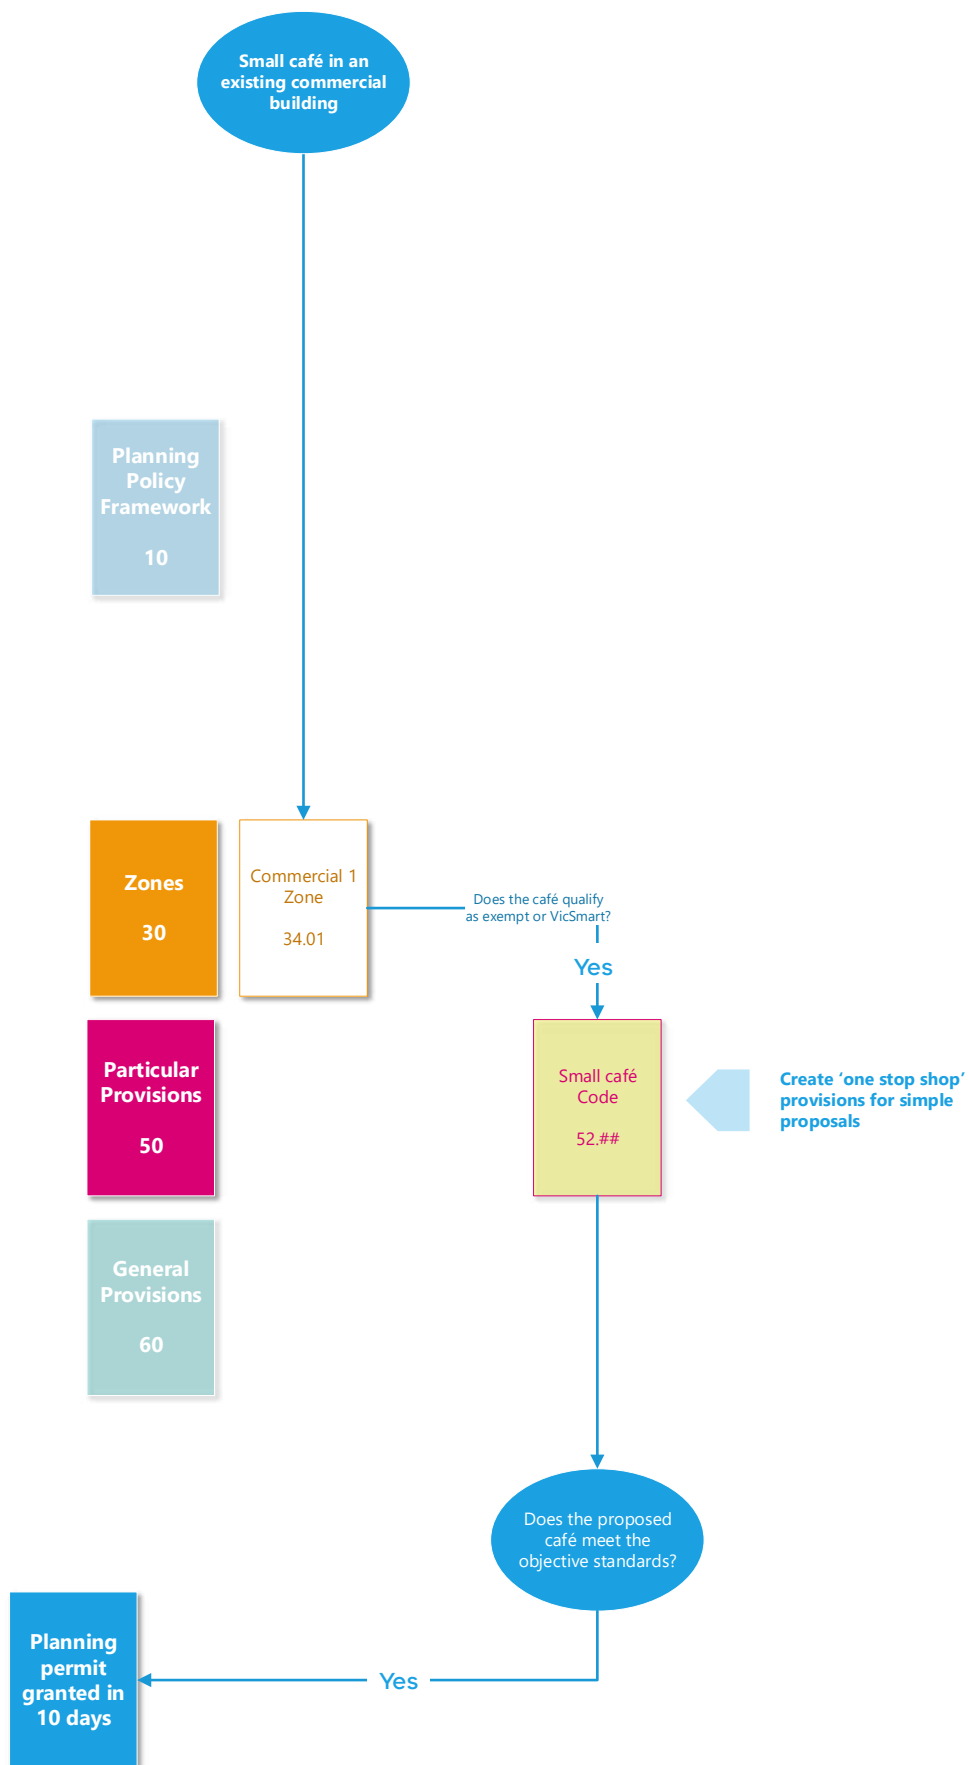 Small café in an
existing commercial
building
Planning
Policy
Framework
10
Zones
30
Commercial 1
Zone
34.01
Does the café qualify
as exempt or VicSmart?
Yes
Particular
Provisions
50
Small café
Code
52.##
Create ‘one stop shop’
provisions for simple
proposals
General
Provisions
60
Does the proposed
café meet the
objective standards?
Yes
Planning
permit
granted in
10 days